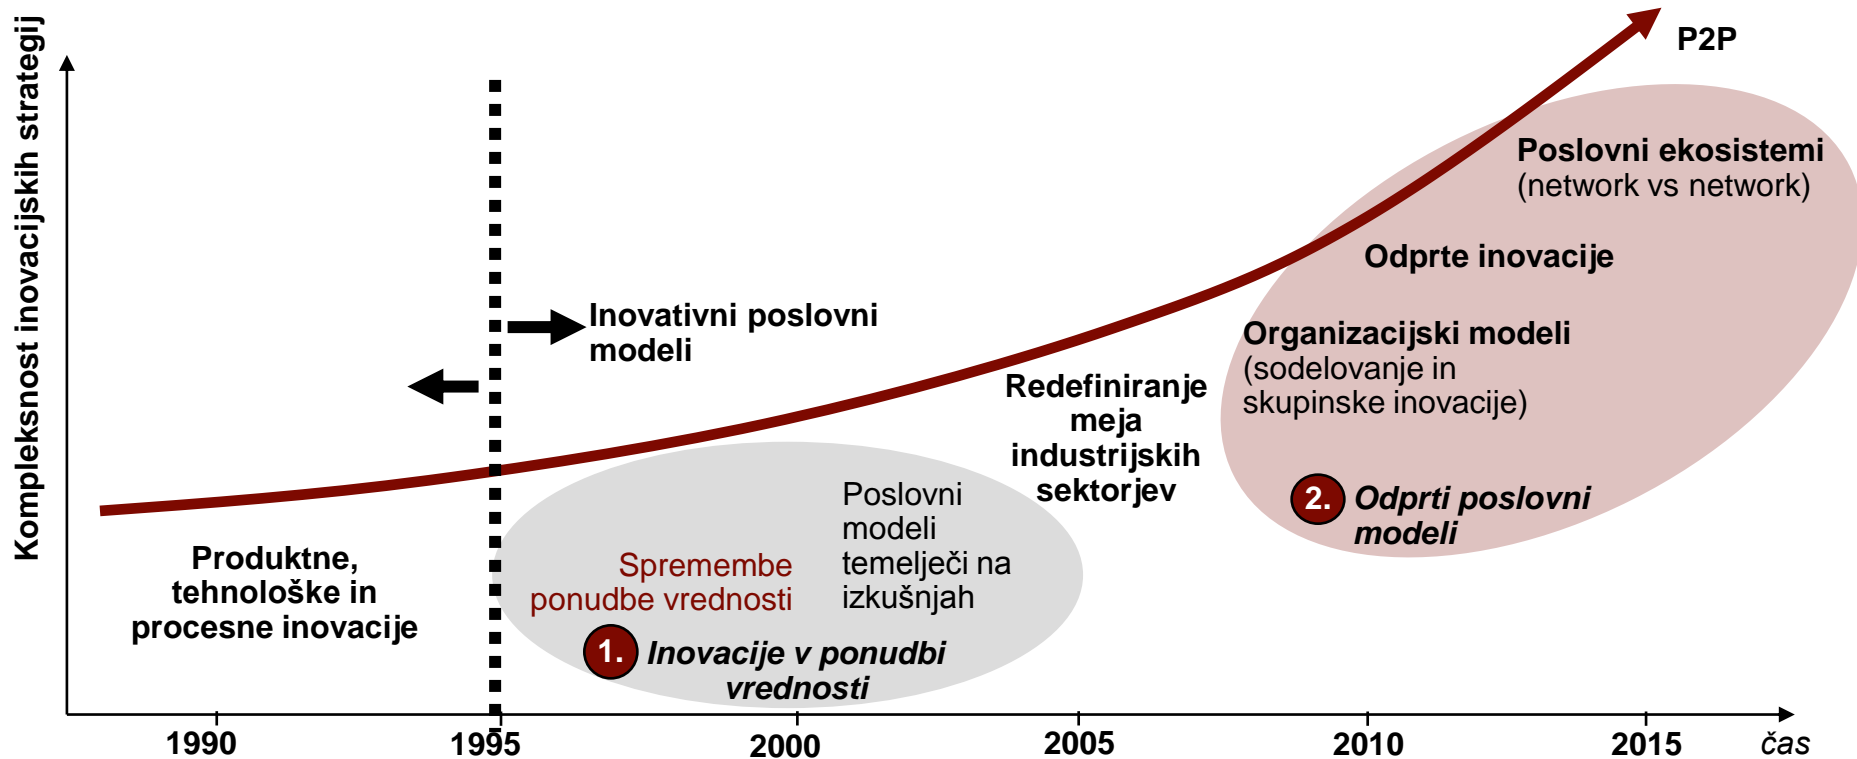 Kompleksnost inovacijskih strategij
P2P
Poslovni ekosistemi
(network vs network)
Odprte inovacije
Inovativni poslovni
modeli
Organizacijski modeli
(sodelovanje in
skupinske inovacije)
Redefiniranje
meja
industrijskih
sektorjev
2. Odprti poslovni
modeli
Produktne,
tehnološke in
procesne inovacije
Spremembe
ponudbe vrednosti
Poslovni
modeli
temelječi na
izkušnjah
1. Inovacije v ponudbi
vrednosti
1990 1995 2000 2005 2010 2015 čas